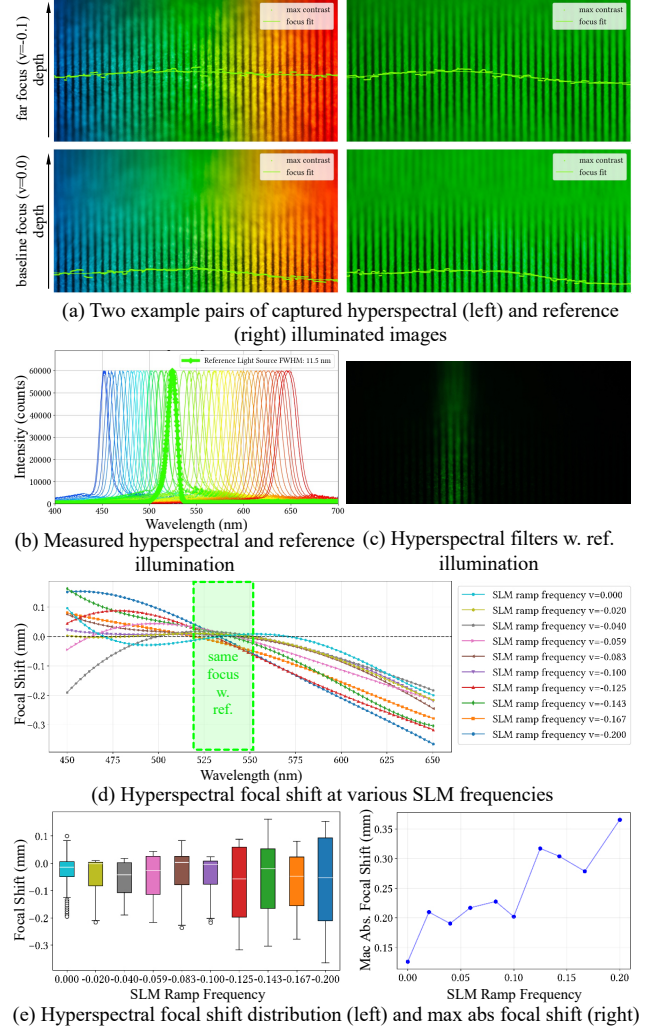 far focus (v=-0.1)
depth
max contrast
focus fit
max contrast
focus fit
baseline focus (v=0.0)
depth
max contrast
focus fit
max contrast
focus fit
(a) Two example pairs of captured hyperspectral (left) and reference
(right) illuminated images
Intensity (counts)
60000
50000
40000
30000
20000
10000
0
Reference Light Source FWHM: 11.5 nm
400 450 500 550 600 650 700
Wavelength (nm)
(b) Measured hyperspectral and reference
illumination
(c) Hyperspectral filters w. ref.
illumination
Focal Shift (mm)
0.1
0.0
−0.1
−0.2
−0.3
same
focus
w.
ref.
450 475 500 525 550 575 600 625 650
Wavelength (nm)
SLM ramp frequency v=0.000
SLM ramp frequency v=-0.020
SLM ramp frequency v=-0.040
SLM ramp frequency v=-0.059
SLM ramp frequency v=-0.083
SLM ramp frequency v=-0.100
SLM ramp frequency v=-0.125
SLM ramp frequency v=-0.143
SLM ramp frequency v=-0.167
SLM ramp frequency v=-0.200
(d) Hyperspectral focal shift at various SLM frequencies
Focal Shift (mm)
0.1
0.0
−0.1
−0.2
−0.3
0.000 -0.020 -0.040 -0.059 -0.083 -0.100 -0.125 -0.143 -0.167 -0.200
SLM Ramp Frequency
Mac Abs. Focal Shift (mm)
0.35
0.30
0.25
0.20
0.15
0.00 0.05 0.10 0.15 0.20
SLM Ramp Frequency
(e) Hyperspectral focal shift distribution (left) and max abs focal shift (right)